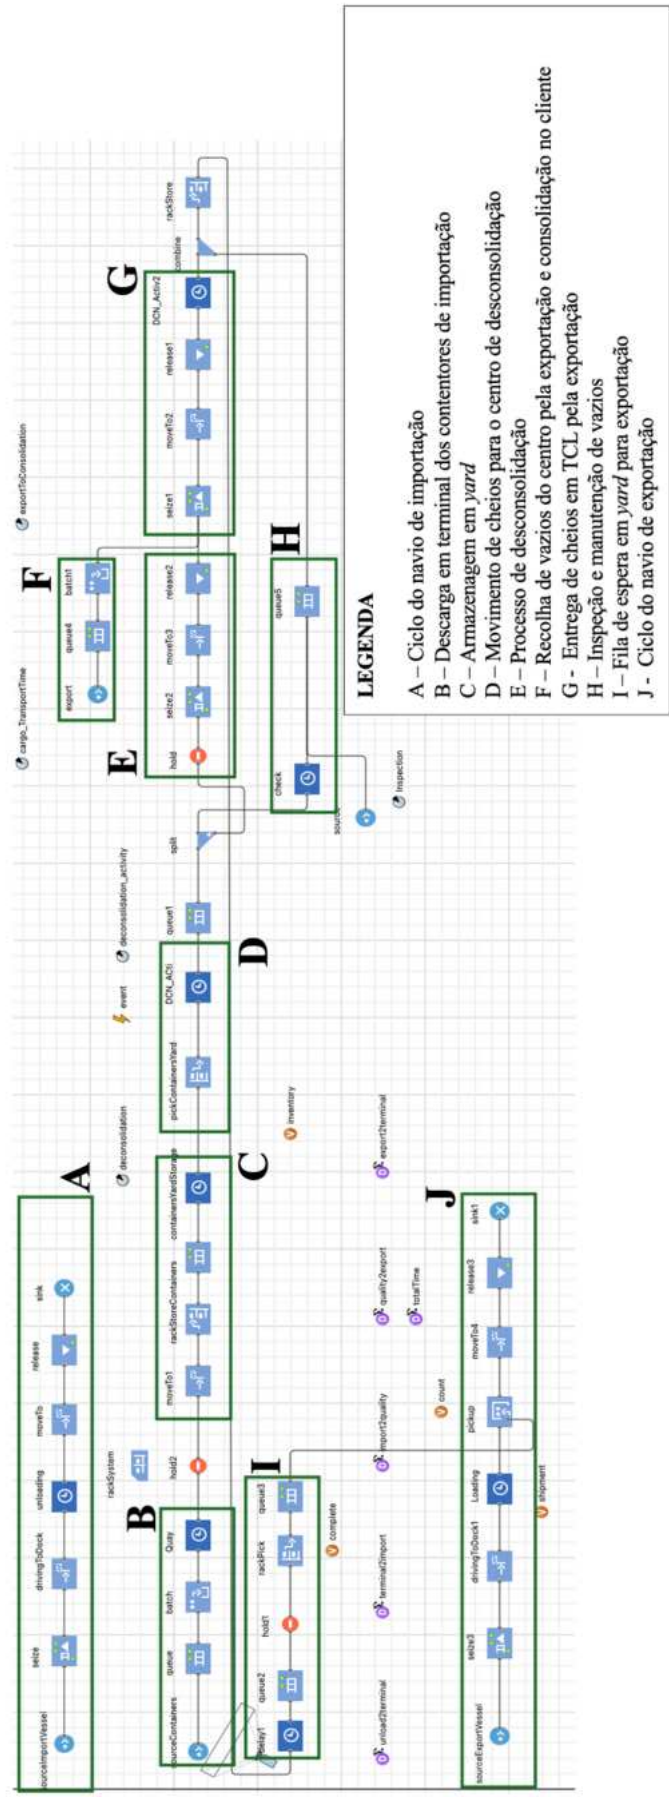 A
sourceImportVessel
seize
drivingToDock
unloading
moveTo
release
sink
deconsolidation
event
deconsolidation_activity
cargo_TransportTime
exportToConsolidation
F
export
queue4
batch1
rackSystem
B
sourceContainers
queue
batch
Quay
hold2
C
moveTo1
rackStoreContainers
containersYardStorage
D
pickContainersYard
DCN_ACti
queue1
split
E
hold
seize2
moveTo3
release2
G
seize1
moveTo2
release1
DCN_Activ2
combine
rackStore
I
delay1
queue2
hold1
rackPick
queue3
complete
inventory
H
check
queue5
source
Inspection
unload2terminal
terminal2import
import2quality
quality2export
export2terminal
totalTime
count
J
sourceExportVessel
seize3
drivingToDock1
Loading
pickup
moveTo4
release3
sink1
shipment
LEGENDA
A – Ciclo do navio de importação
B – Descarga em terminal dos contentores de importação
C – Armazenagem em yard
D – Movimento de cheios para o centro de desconsolidação
E – Processo de desconsolidação
F – Recolha de vazios do centro pela exportação e consolidação no cliente
G - Entrega de cheios em TCL pela exportação
H – Inspeção e manutenção de vazios
I – Fila de espera em yard para exportação
J - Ciclo do navio de exportação